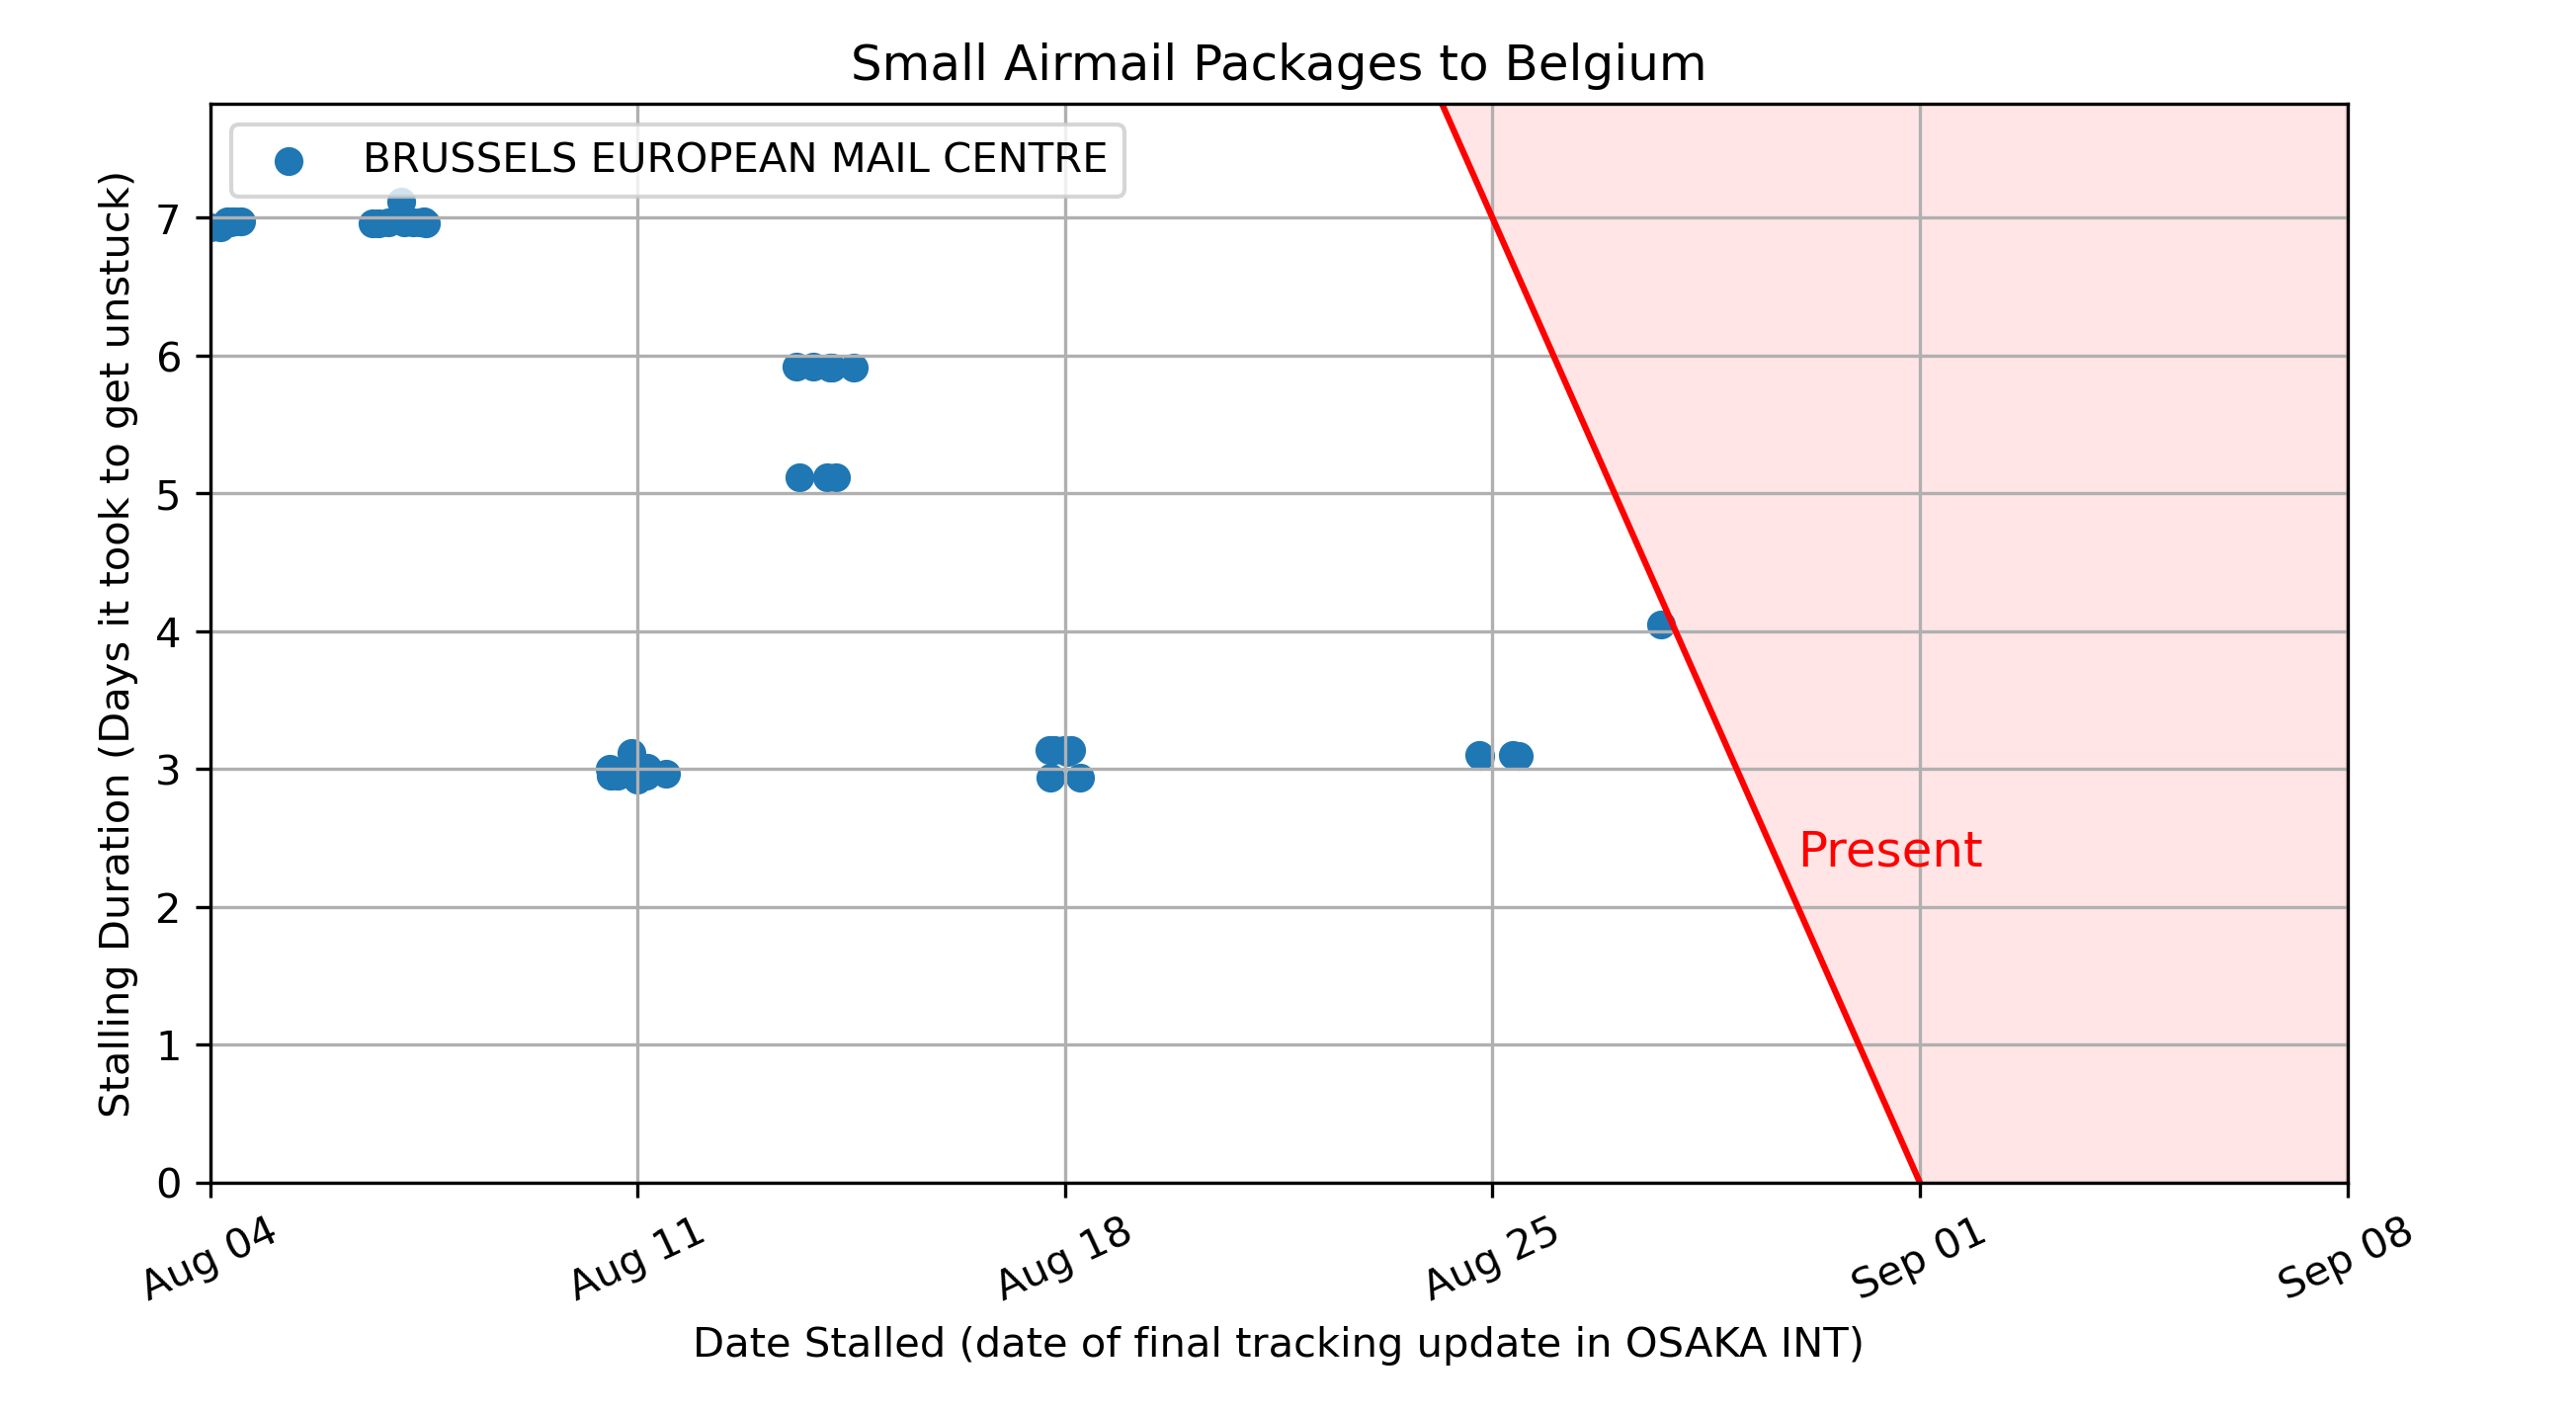 Small Airmail Packages to Belgium
BRUSSELS EUROPEAN MAIL CENTRE
Stalling Duration (Days it took to get unstuck)
7
6
5
4
3
2
1
0
Present
Aug 04
Aug 11
Aug 18
Aug 25
Sep 01
Sep 08
Date Stalled (date of final tracking update in OSAKA INT)